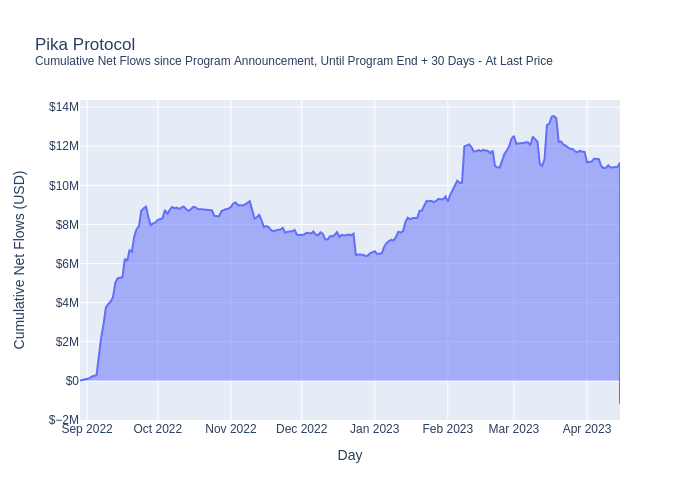 Pika Protocol
Cumulative Net Flows since Program Announcement, Until Program End + 30 Days - At Last Price
Cumulative Net Flows (USD)
$14M
$12M
$10M
$8M
$6M
$4M
$2M
$0
$−2M
Sep 2022
Oct 2022
Nov 2022
Dec 2022
Jan 2023
Feb 2023
Mar 2023
Apr 2023
Day